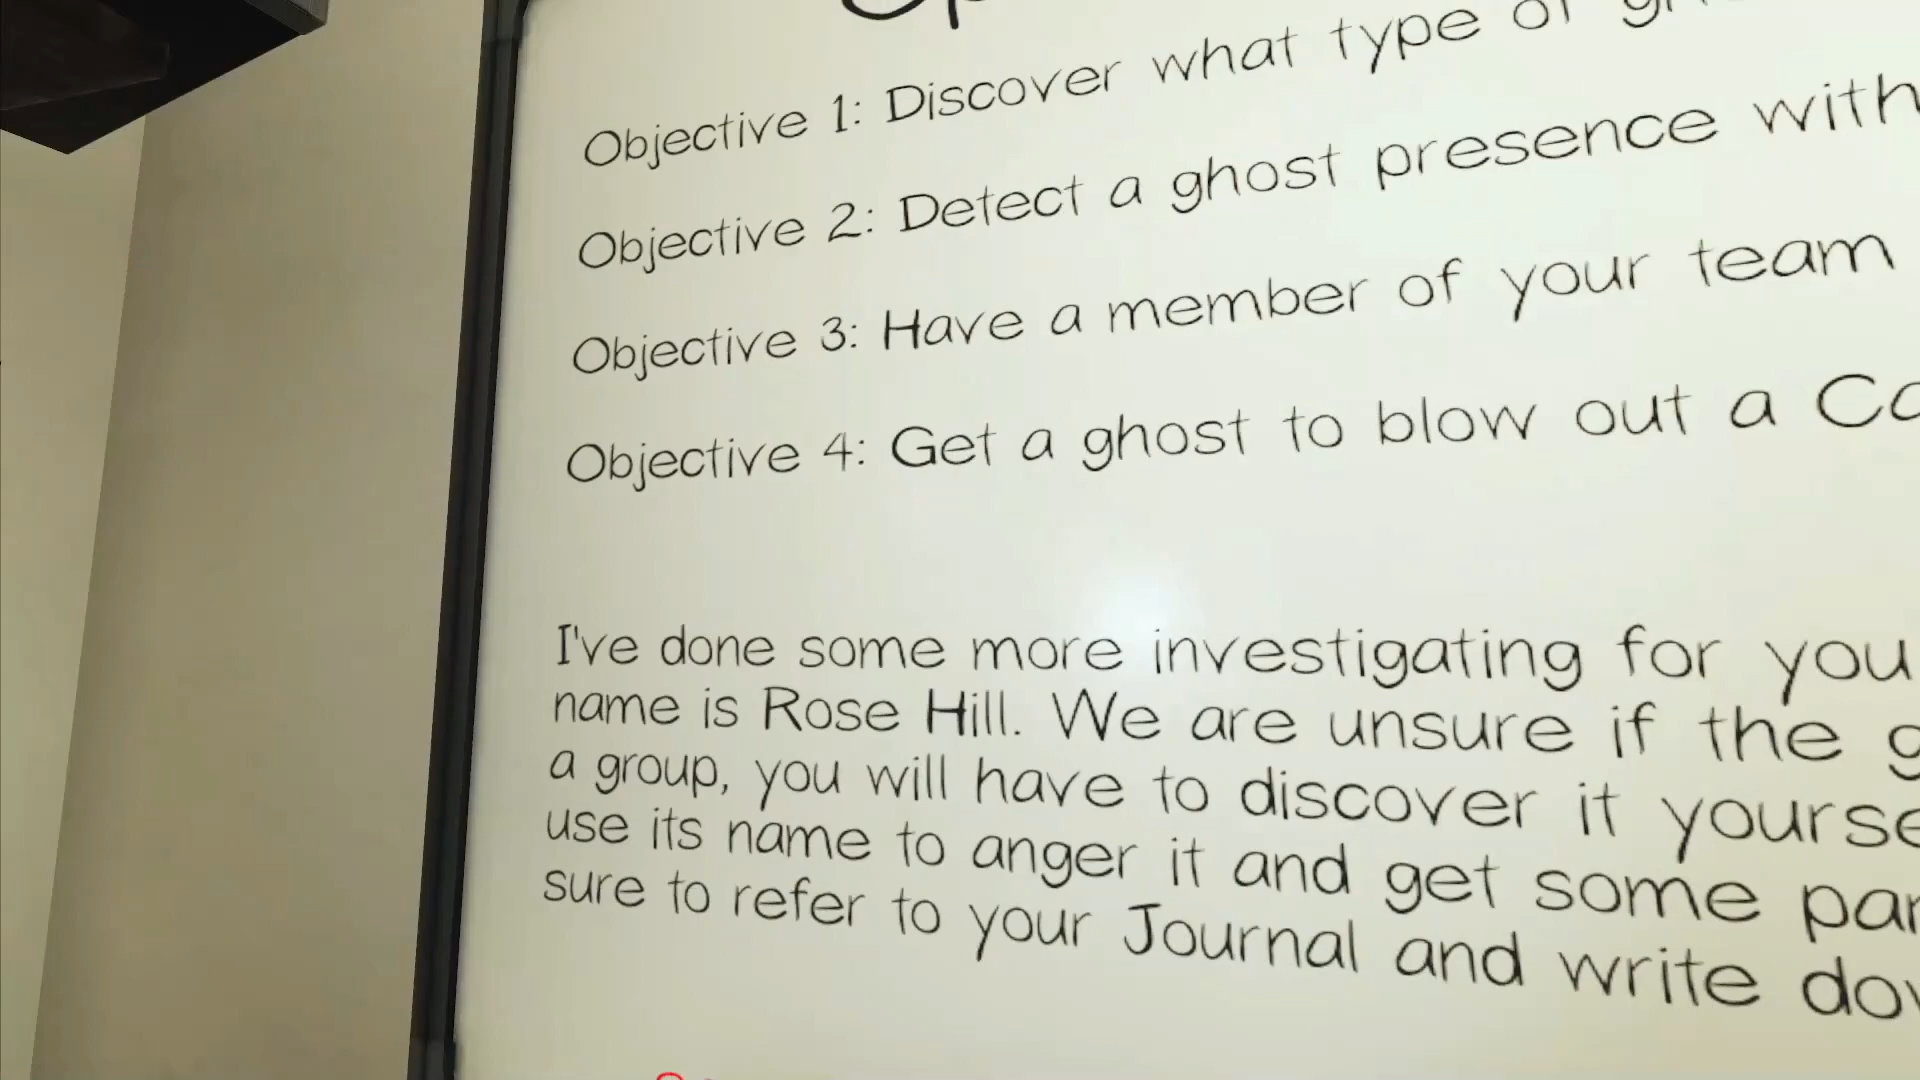 Objective 1: Discover what type of
Objective 2: Detect a ghost presence with
Objective 3: Have a member of your team
Objective 4: Get a ghost to blow out a
I've done some more investigating for you
name is Rose Hill. We are unsure if the
a group, you will have to discover it
use its name to anger it and get some
sure to refer to your Journal and write